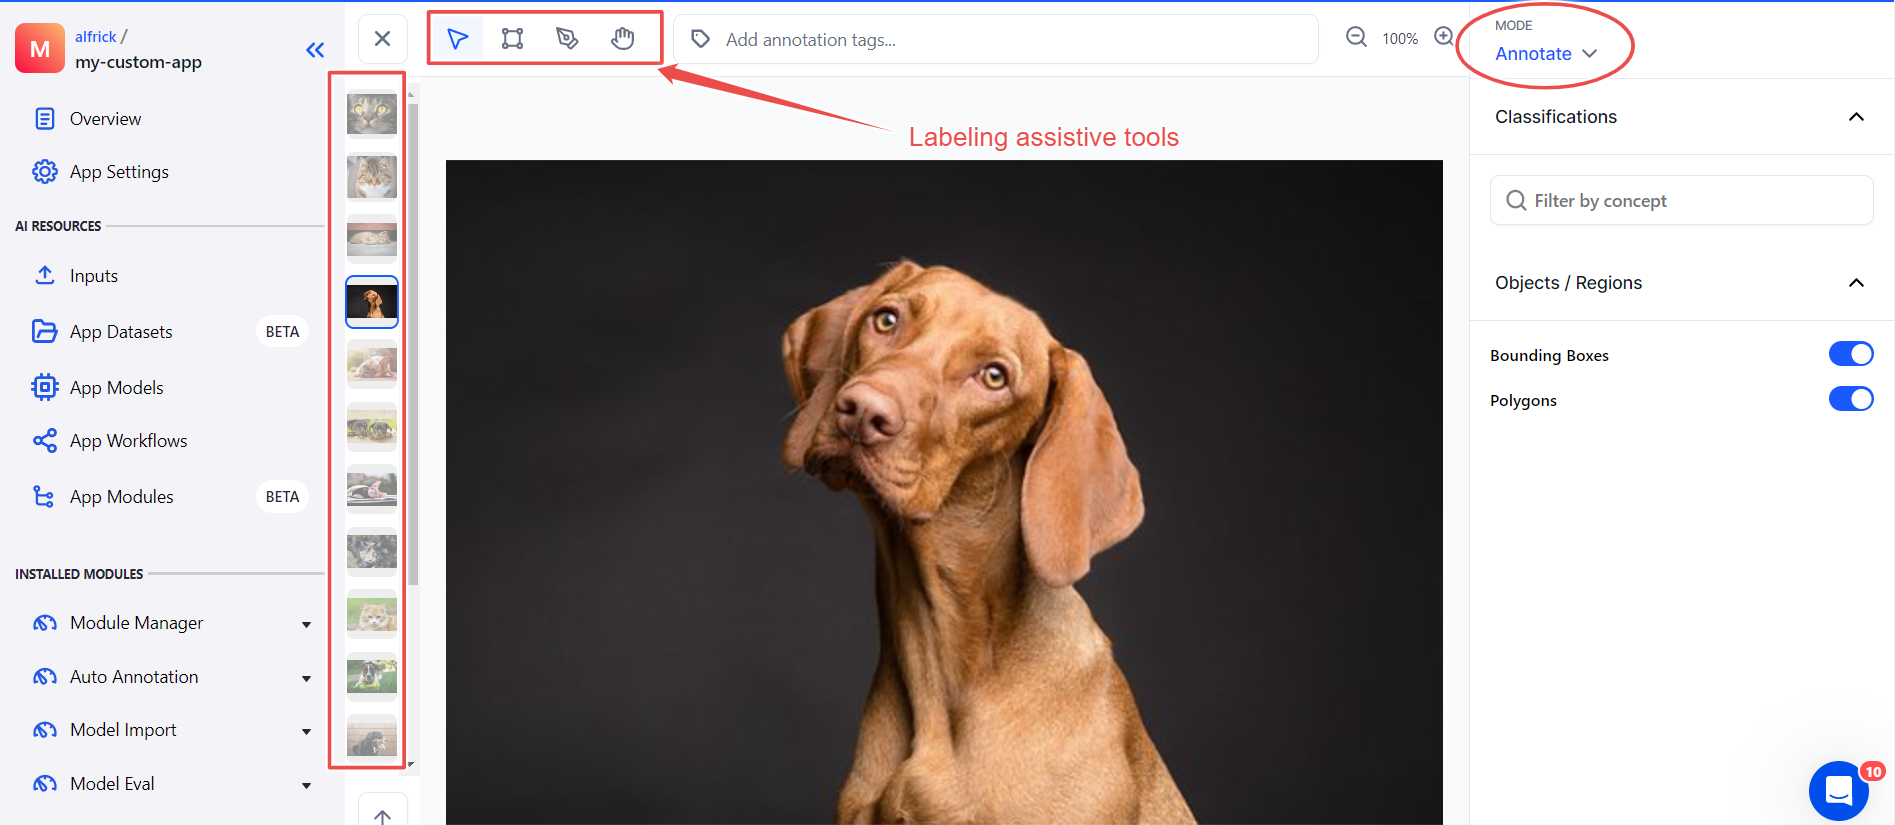 M
alfrick /
my-custom-app
Overview
App Settings
AI RESOURCES
Inputs
App Datasets BETA
App Models
App Workflows
App Modules BETA
INSTALLED MODULES
Module Manager
Auto Annotation
Model Import
Model Eval
Add annotation tags...
100%
Labeling assistive tools
MODE
Annotate
Classifications
Filter by concept
Objects / Regions
Bounding Boxes
Polygons
10